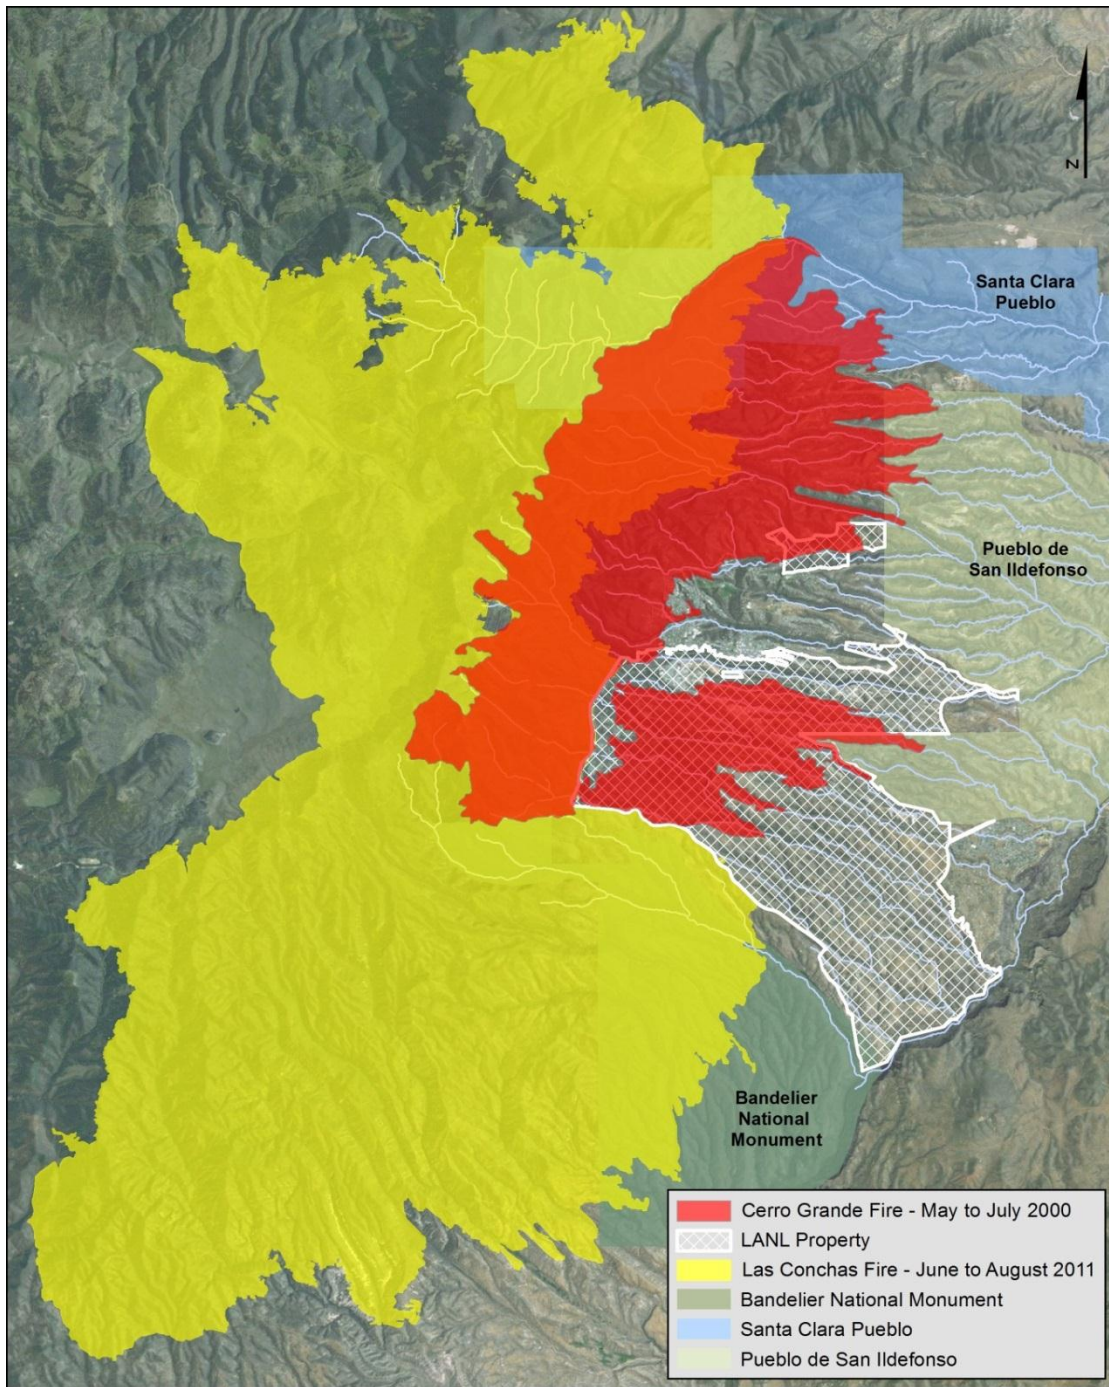 N
Santa Clara
Pueblo
Pueblo de
San Ildefonso
Bandelier
National
Monument
Cerro Grande Fire - May to July 2000
LANL Property
Las Conchas Fire - June to August 2011
Bandelier National Monument
Santa Clara Pueblo
Pueblo de San Ildefonso